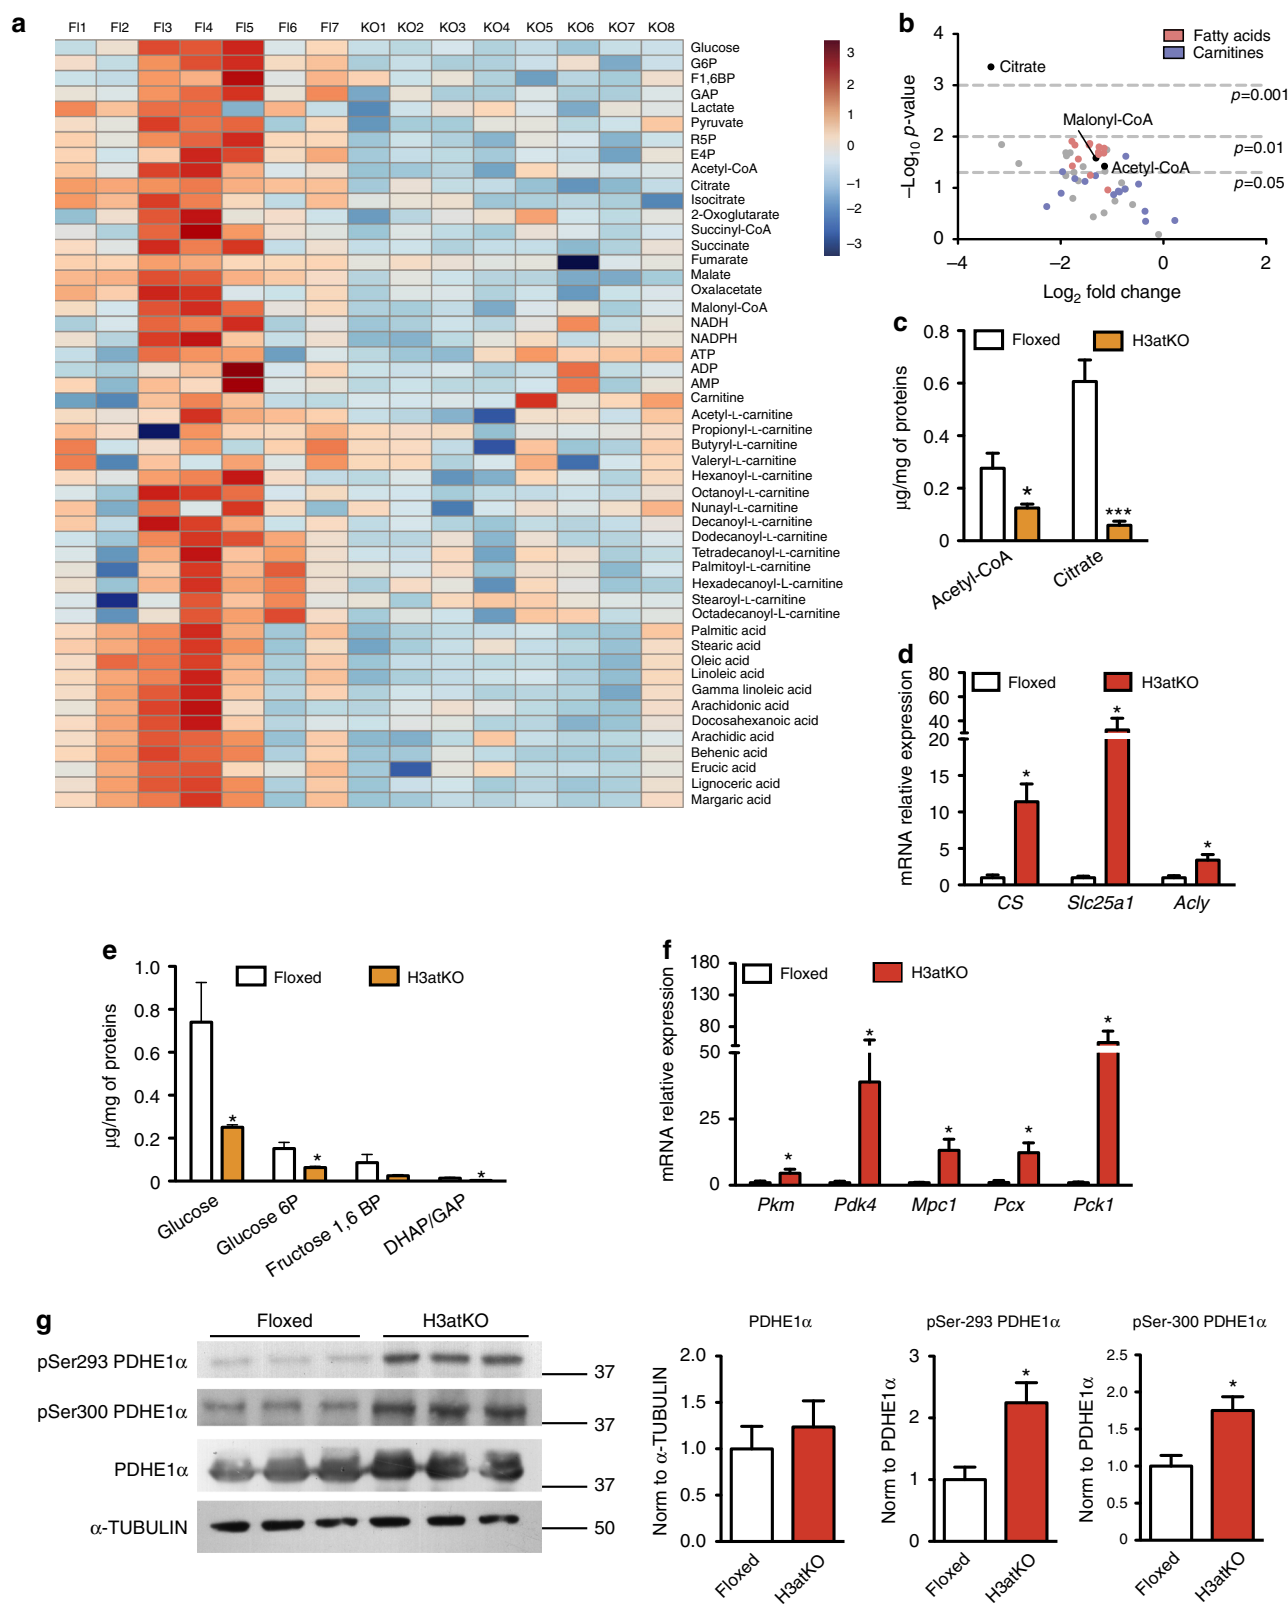 a
Fl1 Fl2 Fl3 Fl4 Fl5 Fl6 Fl7 KO1 KO2 KO3 KO4 KO5 KO6 KO7 KO8
Glucose
G6P
F1,6BP
GAP
Lactate
Pyruvate
R5P
E4P
Acetyl-CoA
Citrate
Isocitrate
2-Oxoglutarate
Succinyl-CoA
Succinate
Fumarate
Malate
Oxalacetate
Malonyl-CoA
NADH
NADPH
ATP
ADP
AMP
Carnitine
Acetyl-L-carnitine
Propionyl-L-carnitine
Butyryl-L-carnitine
Valeryl-L-carnitine
Hexanoyl-L-carnitine
Octanoyl-L-carnitine
Nunayl-L-carnitine
Decanoyl-L-carnitine
Dodecanoyl-L-carnitine
Tetradecanoyl-L-carnitine
Palmitoyl-L-carnitine
Hexadecanoyl-L-carnitine
Stearoyl-L-carnitine
Octadecanoyl-L-carnitine
Palmitic acid
Stearic acid
Oleic acid
Linoleic acid
Gamma linoleic acid
Arachidonic acid
Docosahexanoic acid
Arachidic acid
Behenic acid
Erucic acid
Lignoceric acid
Margaric acid
3
2
1
0
−1
−2
−3
b
Fatty acids
Carnitines
4
3
2
1
0
−Log10 p-value
Citrate
p=0.001
Malonyl-CoA
p=0.01
Acetyl-CoA
p=0.05
−4 −2 0 2
Log2 fold change
c
Floxed H3atKO
0.8
0.6
0.4
0.2
0
µg/mg of proteins
*
***
Acetyl-CoA Citrate
d
Floxed H3atKO
80
60
40
20
15
10
5
0
mRNA relative expression
* * *
CS Slc25a1 Acly
e
Floxed H3atKO
1.0
0.8
0.6
0.4
0.2
0
µg/mg of proteins
* * *
Glucose Glucose 6P Fructose 1,6 BP DHAP/GAP
f
Floxed H3atKO
180
130
80
50
25
0
mRNA relative expression
* * * * *
Pkm Pdk4 Mpc1 Pcx Pck1
g
Floxed H3atKO
pSer293 PDHE1α 37
pSer300 PDHE1α 37
PDHE1α 37
α-TUBULIN 50
PDHE1α
2.0
1.5
1.0
0.5
0.0
Norm to α-TUBULIN
Floxed H3atKO
pSer-293 PDHE1α
3
2
1
0
Norm to PDHE1α
*
Floxed H3atKO
pSer-300 PDHE1α
2.5
2.0
1.5
1.0
0.5
0
Norm to PDHE1α
*
Floxed H3atKO